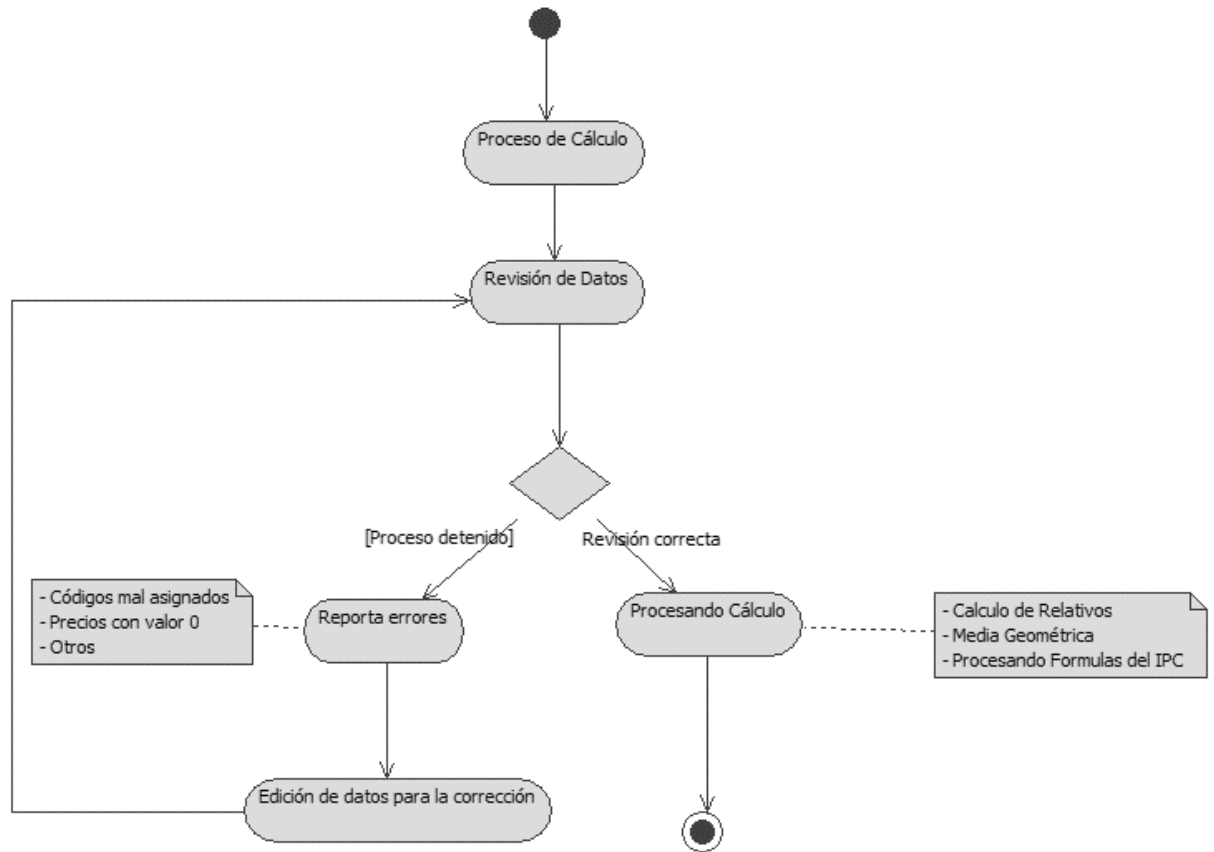 Proceso de Cálculo
Revisión de Datos
[Proceso detenido]
Revisión correcta
- Códigos mal asignados
- Precios con valor 0
- Otros
Reporta errores
Procesando Cálculo
- Calculo de Relativos
- Media Geométrica
- Procesando Formulas del IPC
Edición de datos para la corrección